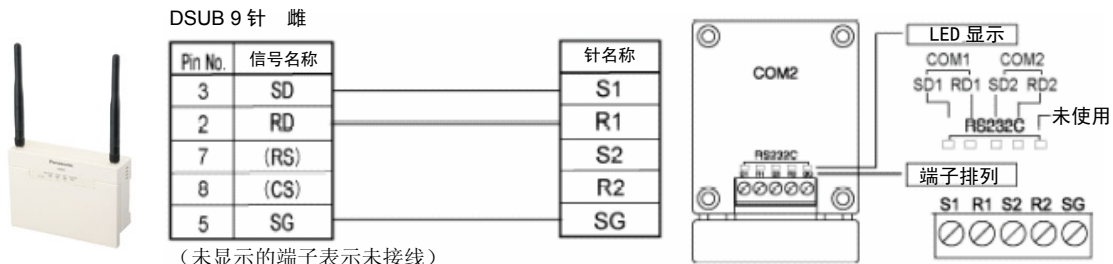 DSUB 9 针 雌
Pin No. 信号名称
3 SD
2 RD
7 (RS)
8 (CS)
5 SG
（未显示的端子表示未接线）
针名称
S1
R1
S2
R2
SG
Panasonic
COM2
RS232C
LED 显示
COM1 COM2
SD1 RD1 SD2 RD2
RS232C
未使用
端子排列
S1 R1 S2 R2 SG